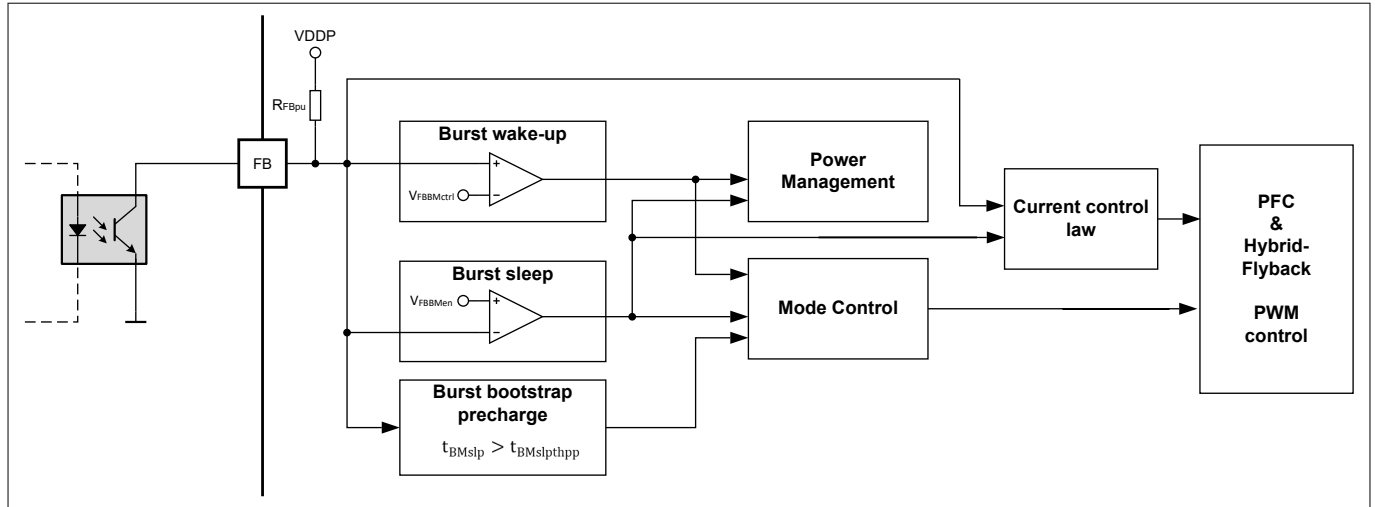 VDDP
RFBpu
FB
Burst wake-up
+
−
VFBBMctrl
Power
Management
Current control
law
PFC
&
Hybrid-
Flyback
PWM
control
Burst sleep
VFBBMen
+
−
Mode Control
Burst bootstrap
precharge
tBMslp > tBMslpthpp